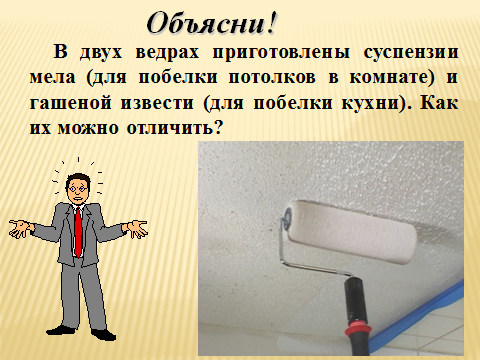 Объясни!
В двух ведрах приготовлены суспензии
мела (для побелки потолков в комнате) и
гашеной извести (для побелки кухни). Как
их можно отличить?